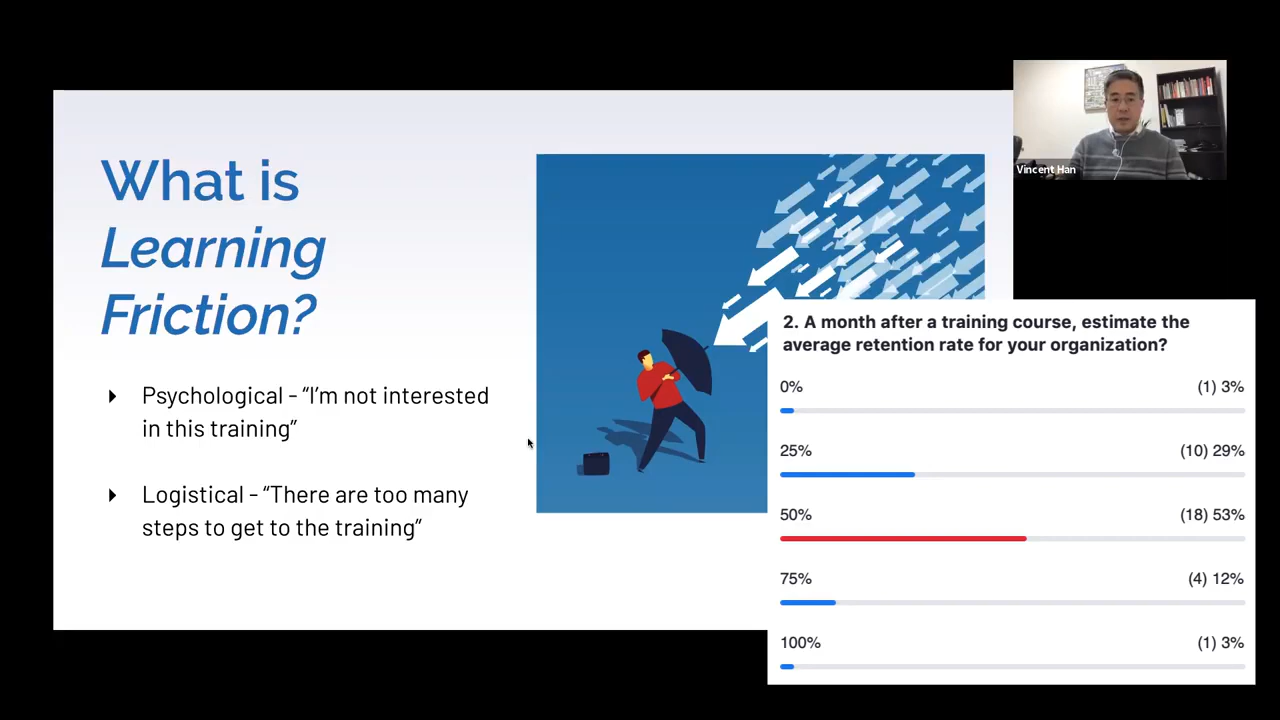 What is
Learning
Friction?
Psychological - “I’m not interested
in this training”
Logistical - “There are too many
steps to get to the training”
Vincent Han
2. A month after a training course, estimate the
average retention rate for your organization?
0% (1) 3%
25% (10) 29%
50% (18) 53%
75% (4) 12%
100% (1) 3%